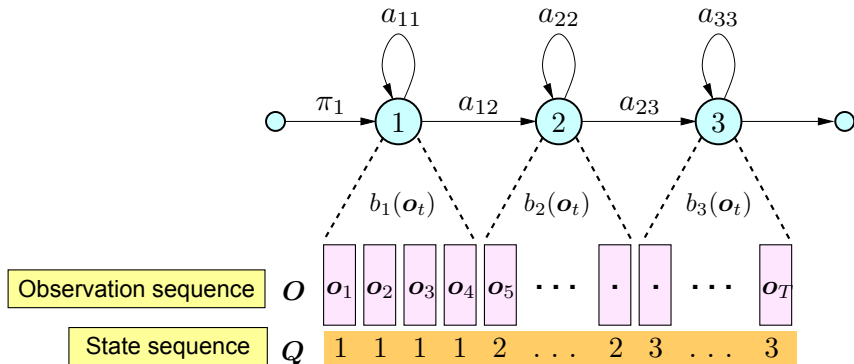 a₁₁ a₂₂ a₃₃
π₁ a₁₂ a₂₃
1 2 3
b₁(oₜ) b₂(oₜ) b₃(oₜ)
Observation sequence O o₁ o₂ o₃ o₄ o₅ · · · · · · · · o_T
State sequence Q 1 1 1 1 2 . . . 2 3 . . . 3